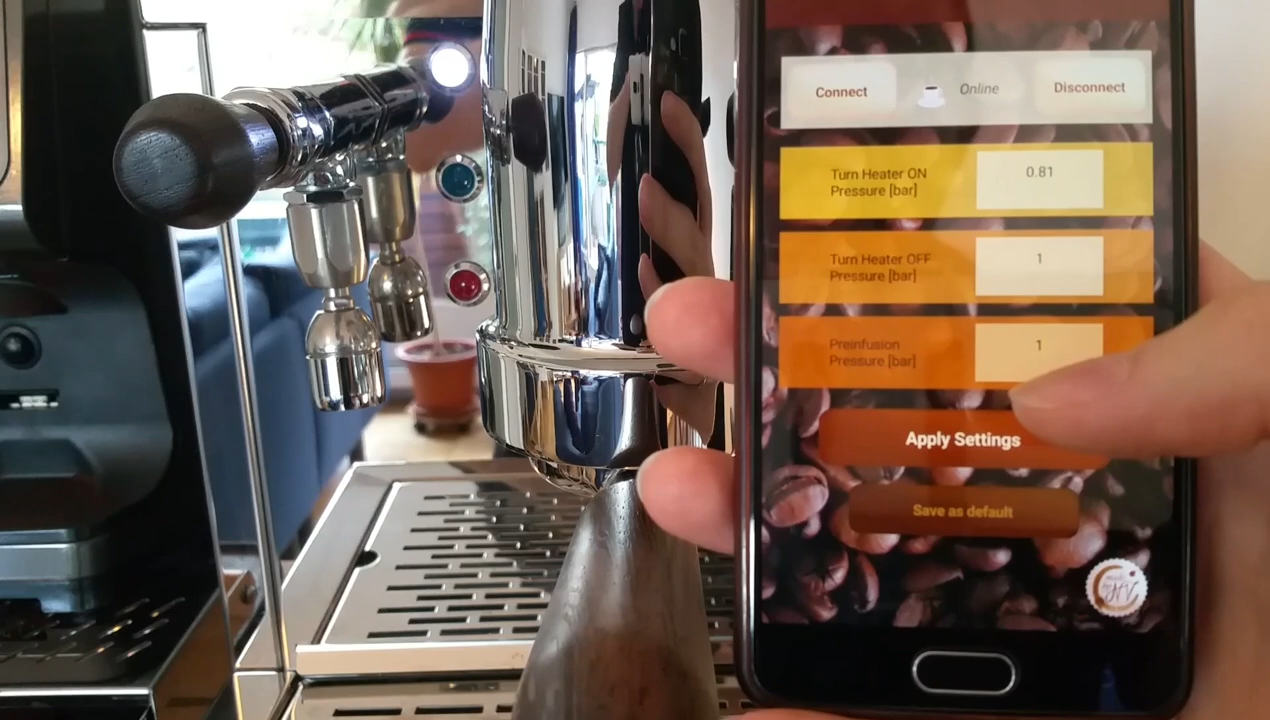 Connect
Online
Disconnect
Turn Heater ON
Pressure [bar]
0.81
Turn Heater OFF
Pressure [bar]
1
Preinfusion
Pressure [bar]
1
Apply Settings
Save as default